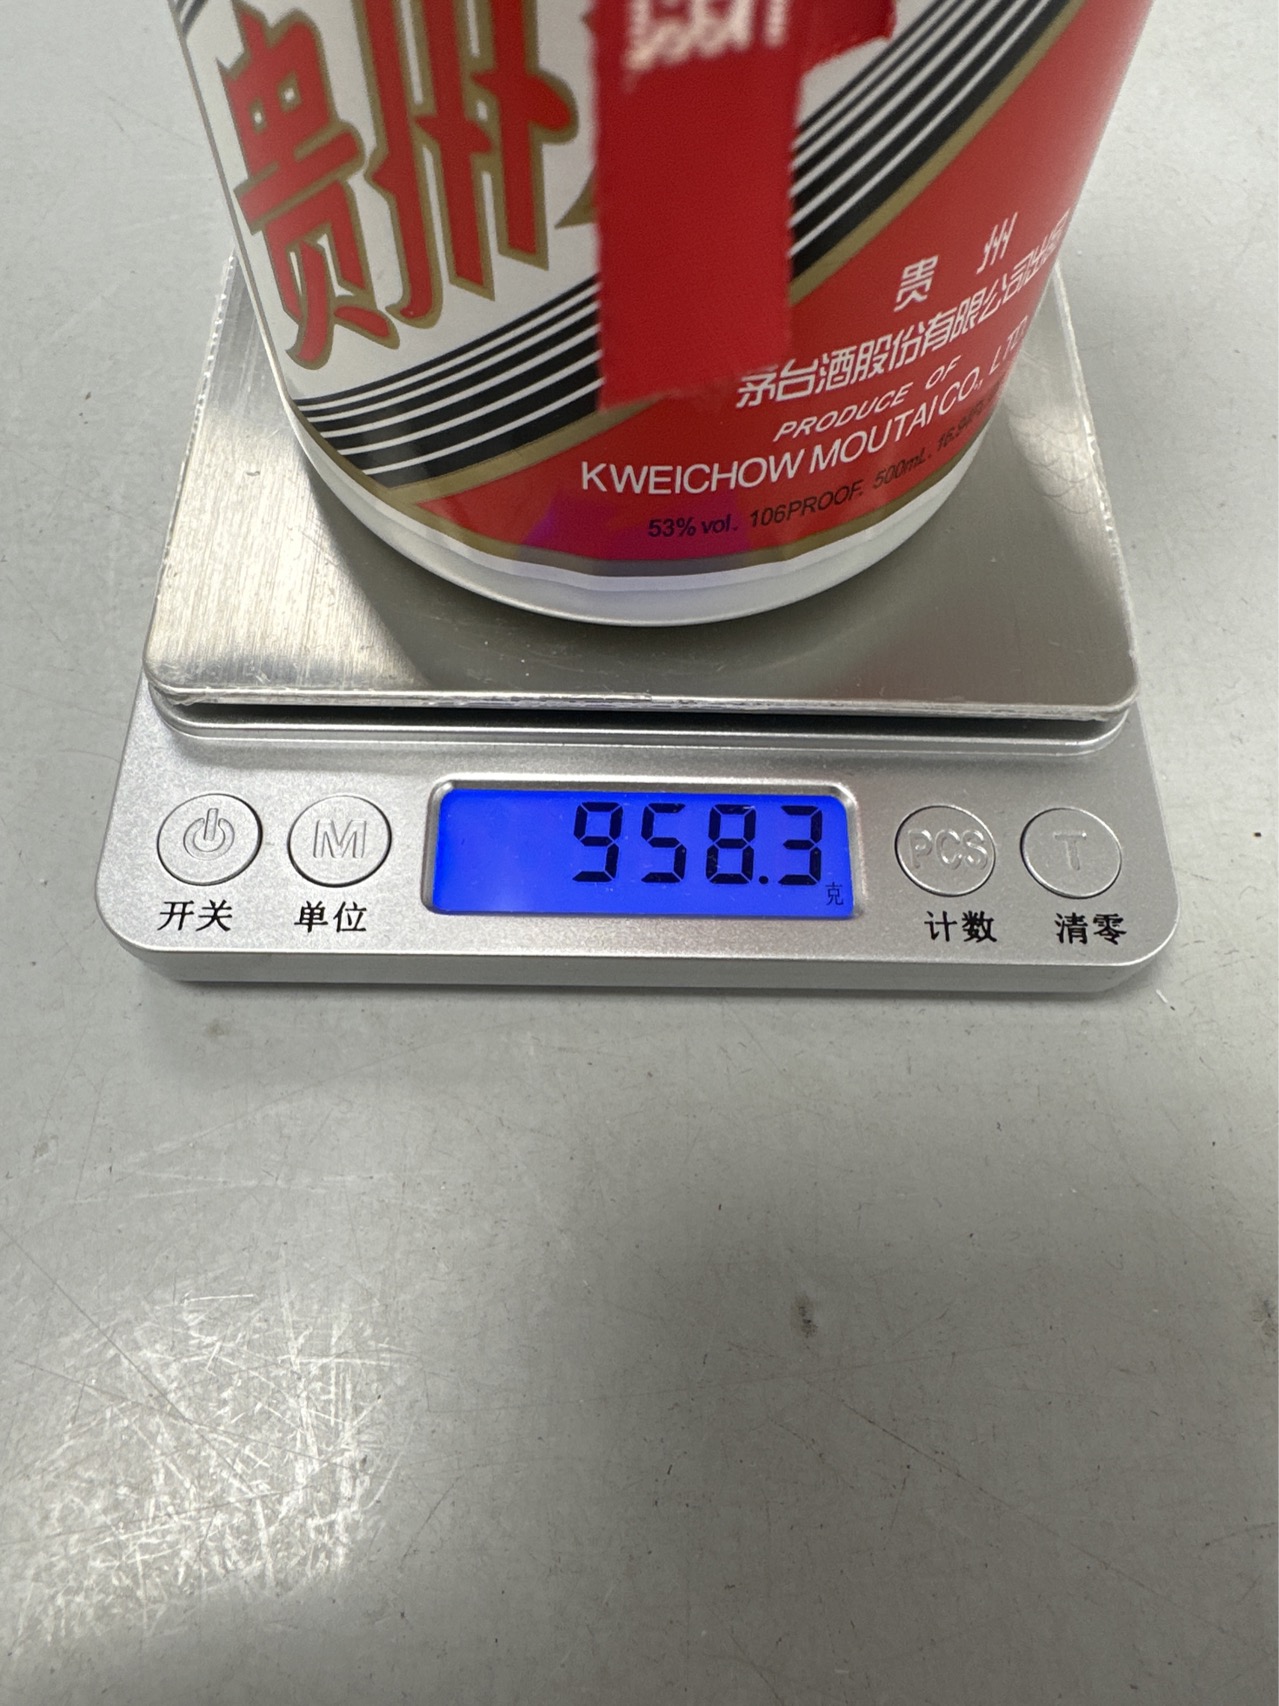 贵州
贵州
茅台酒股份有限公司出品
PRODUCE OF
KWEICHOW MOUTAI CO., LTD
53% vol. 106PROOF. 500mL.
958.3
克
M
PCS
T
开关
单位
计数
清零